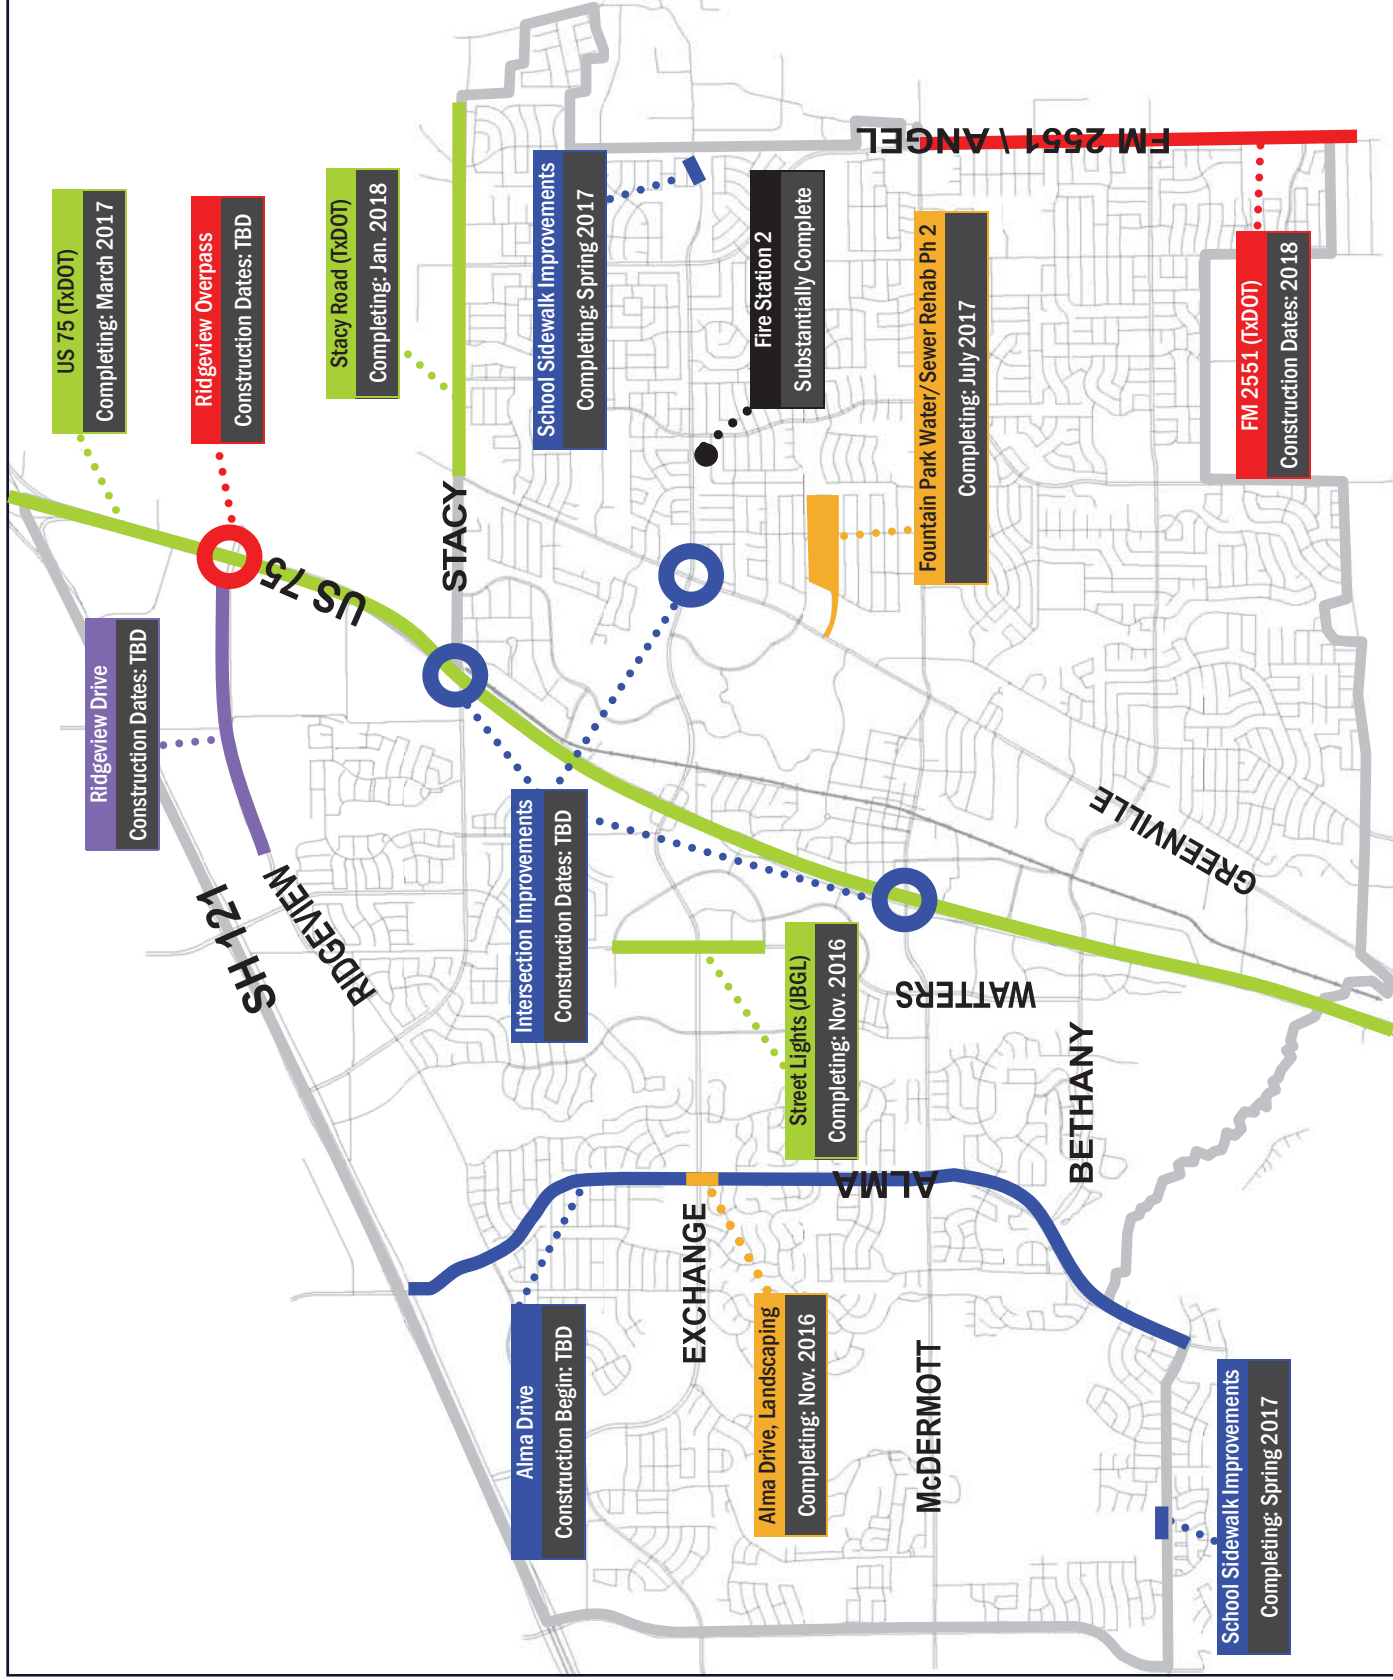 US 75 (TxDOT)
Completing: March 2017
Ridgeview Overpass
Construction Dates: TBD
Stacy Road (TxDOT)
Completing: Jan. 2018
School Sidewalk Improvements
Completing: Spring 2017
Fire Station 2
Substantially Complete
Fountain Park Water/Sewer Rehab Ph 2
Completing: July 2017
FM 2551 (TxDOT)
Construction Dates: 2018
FM 2551 \ ANGEL
Ridgeview Drive
Construction Dates: TBD
US 75
STACY
SH 121
RIDGEVIEW
Intersection Improvements
Construction Dates: TBD
Street Lights (JBGL)
Completing: Nov. 2016
WATTERS
GREENVILLE
BETHANY
ALMA
EXCHANGE
McDERMOTT
Alma Drive
Construction Begin: TBD
Alma Drive, Landscaping
Completing: Nov. 2016
School Sidewalk Improvements
Completing: Spring 2017